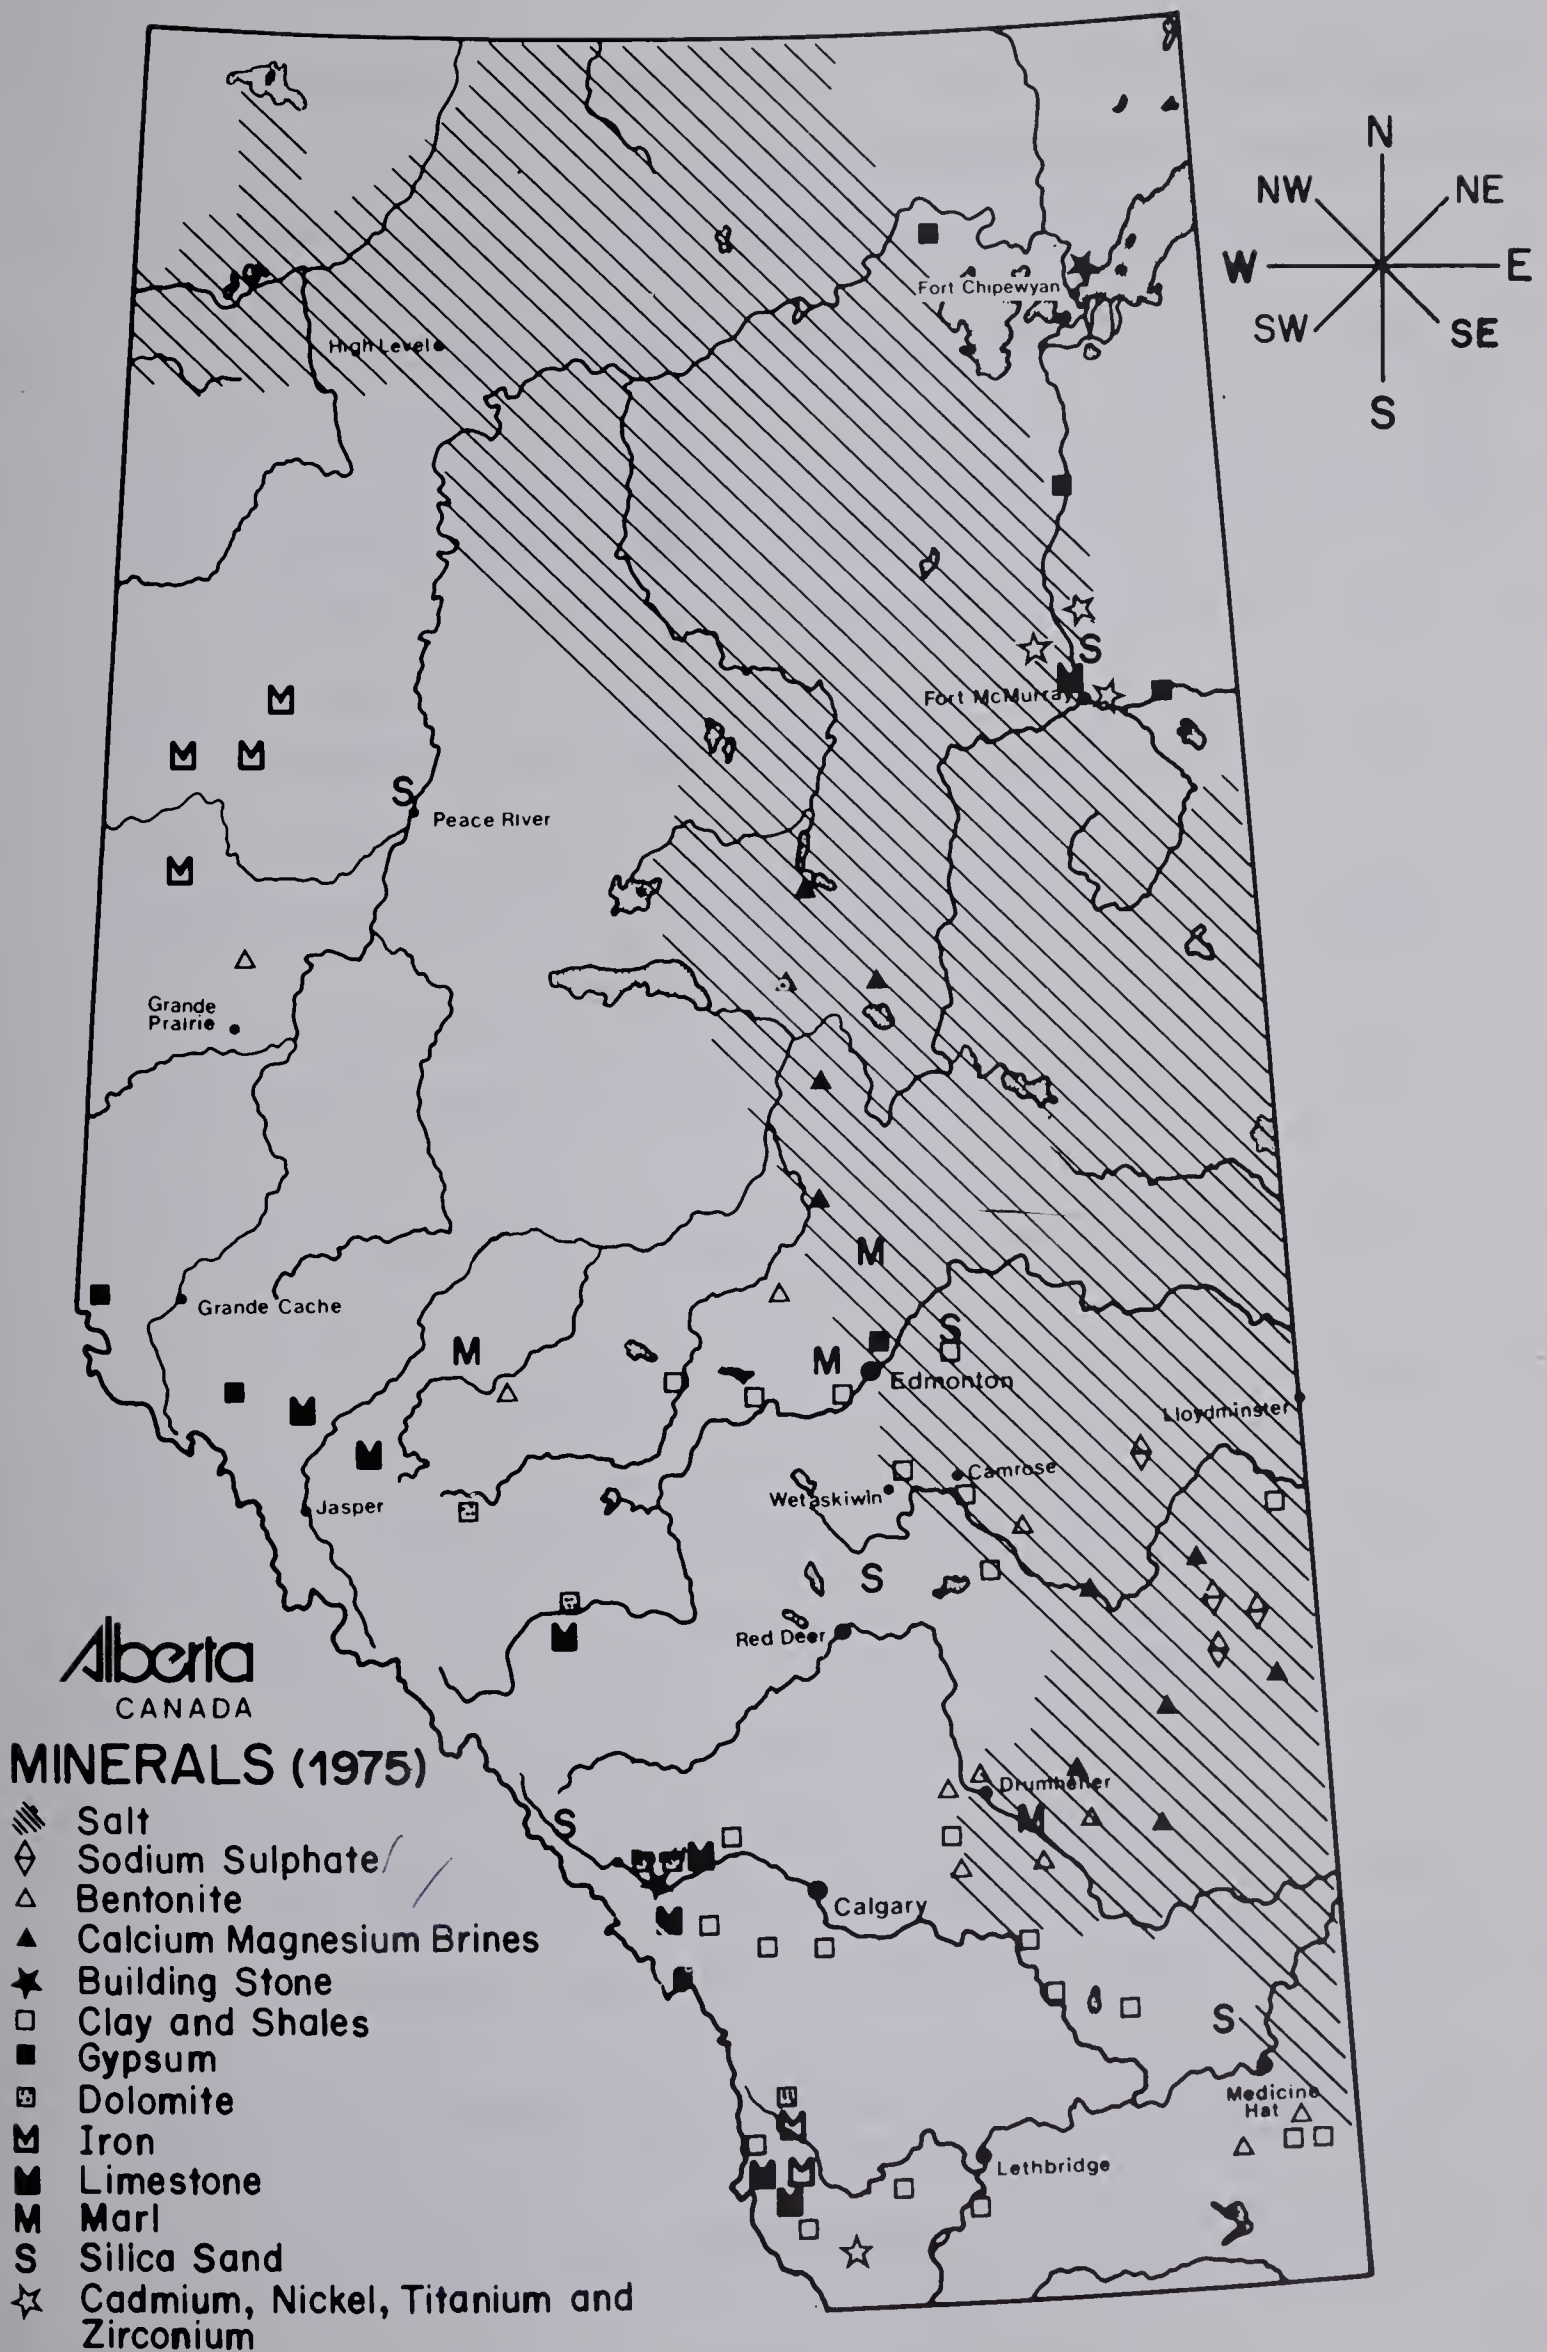 N
NW
NE
W
E
SW
SE
S
Fort Chipewyan
High Level
S
Fort McMurray
S
Peace River
Grande
Prairie
M
Grande Cache
M
S
M
Edmonton
Lloydminster
Camrose
Wetaskiwin
Jasper
S
Red Deer
Alberta
CANADA
MINERALS (1975)
Drumheller
M
S
Calgary
S
Medicine
Hat
Lethbridge
Salt
Sodium Sulphate
Bentonite
Calcium Magnesium Brines
Building Stone
Clay and Shales
Gypsum
Dolomite
Iron
Limestone
M Marl
S Silica Sand
Cadmium, Nickel, Titanium and
Zirconium